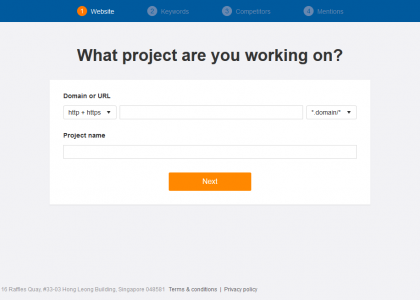 1 Website 2 Keywords 3 Competitors 4 Mentions
What project are you working on?
Domain or URL
http + https *.domain/*
Project name
Next
16 Raffles Quay, #33-03 Hong Leong Building, Singapore 048581 Terms & conditions | Privacy policy